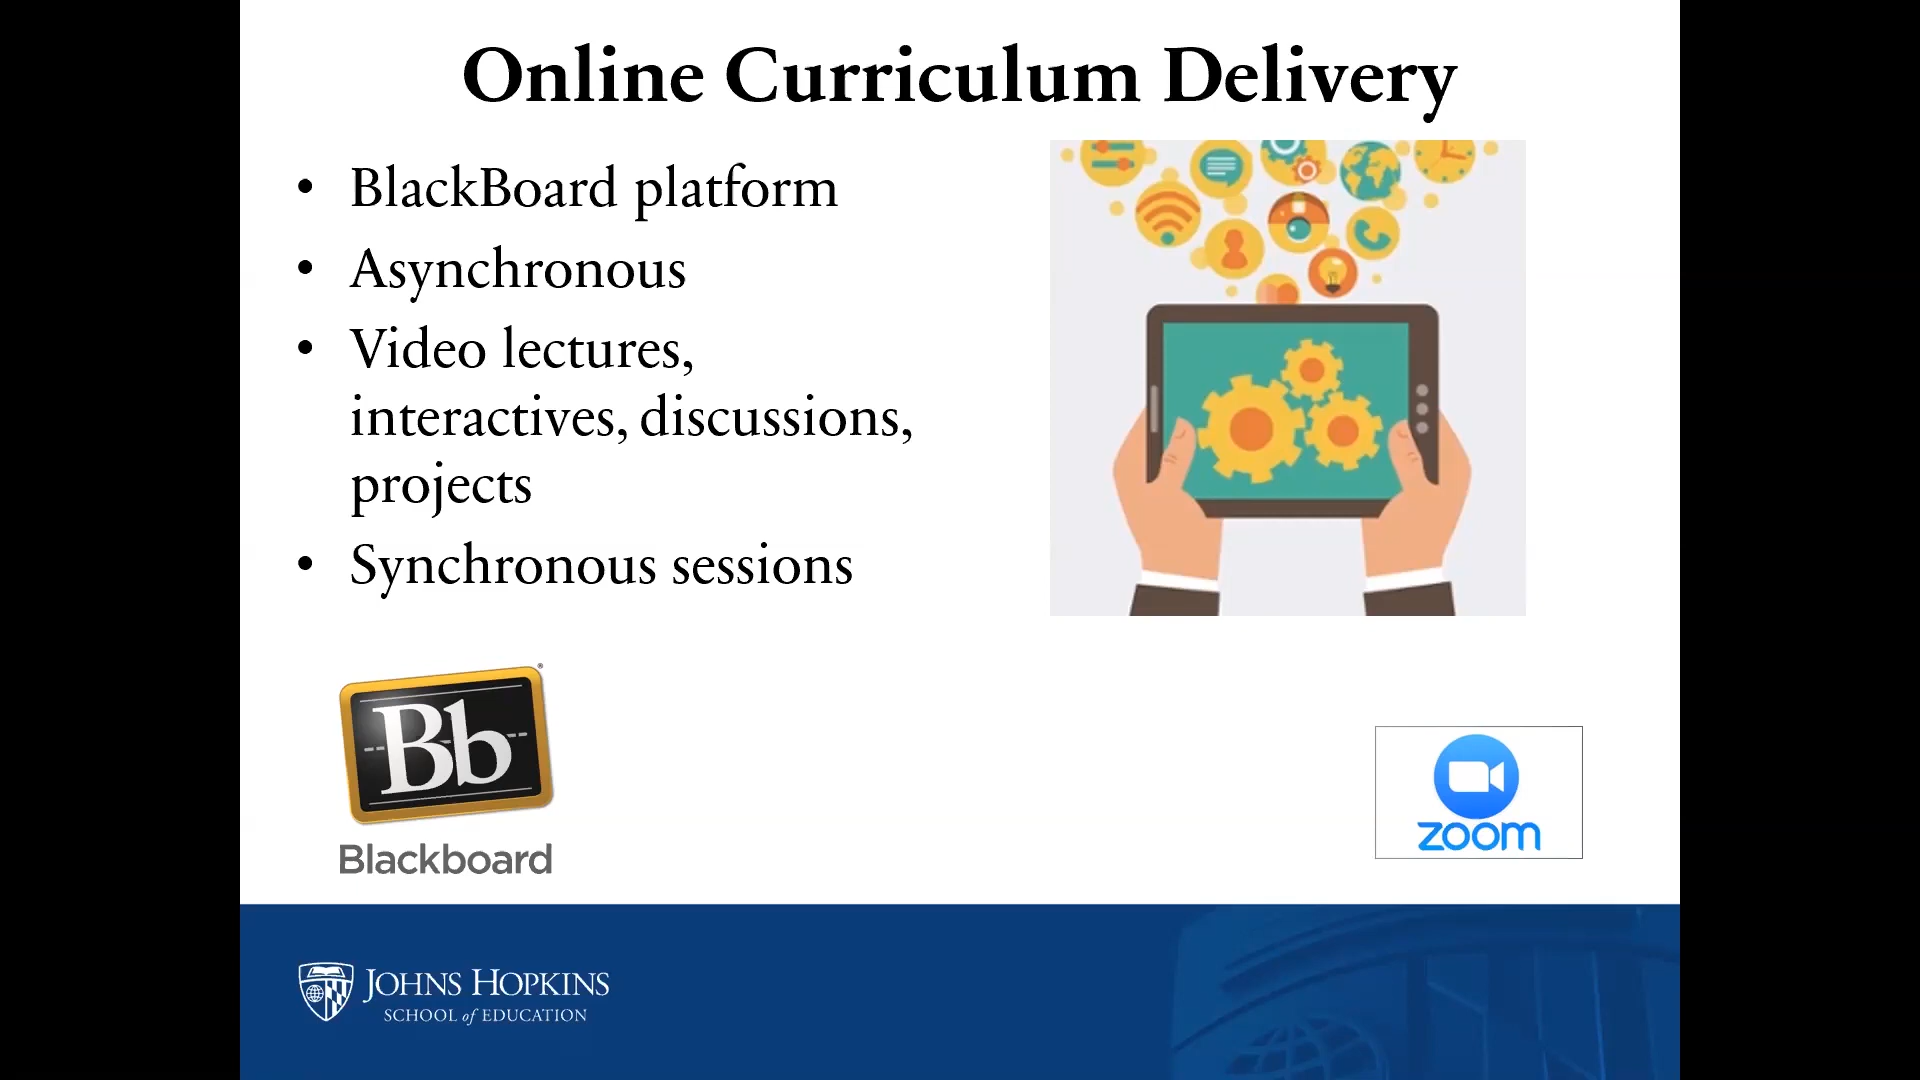 Online Curriculum Delivery
• BlackBoard platform
• Asynchronous
• Video lectures,
interactives, discussions,
projects
• Synchronous sessions
Bb
®
Blackboard
zoom
JOHNS HOPKINS
SCHOOL of EDUCATION